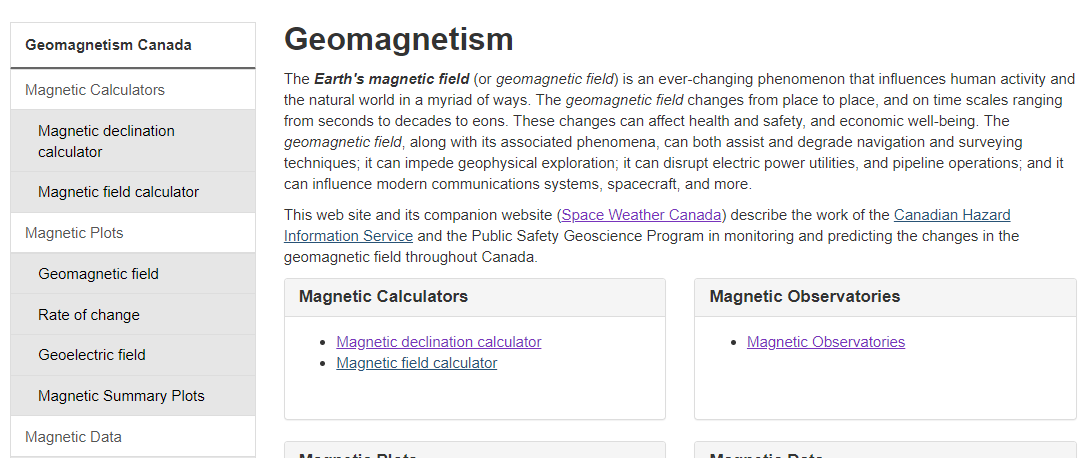 Geomagnetism Canada
Magnetic Calculators
Magnetic declination
calculator
Magnetic field calculator
Magnetic Plots
Geomagnetic field
Rate of change
Geoelectric field
Magnetic Summary Plots
Magnetic Data
Geomagnetism
The Earth's magnetic field (or geomagnetic field) is an ever-changing phenomenon that influences human activity and
the natural world in a myriad of ways. The geomagnetic field changes from place to place, and on time scales ranging
from seconds to decades to eons. These changes can affect health and safety, and economic well-being. The
geomagnetic field, along with its associated phenomena, can both assist and degrade navigation and surveying
techniques; it can impede geophysical exploration; it can disrupt electric power utilities, and pipeline operations; and it
can influence modern communications systems, spacecraft, and more.
This web site and its companion website (Space Weather Canada) describe the work of the Canadian Hazard
Information Service and the Public Safety Geoscience Program in monitoring and predicting the changes in the
geomagnetic field throughout Canada.
Magnetic Calculators
Magnetic declination calculator
Magnetic field calculator
Magnetic Observatories
Magnetic Observatories
Magnetic Plots
Magnetic Data